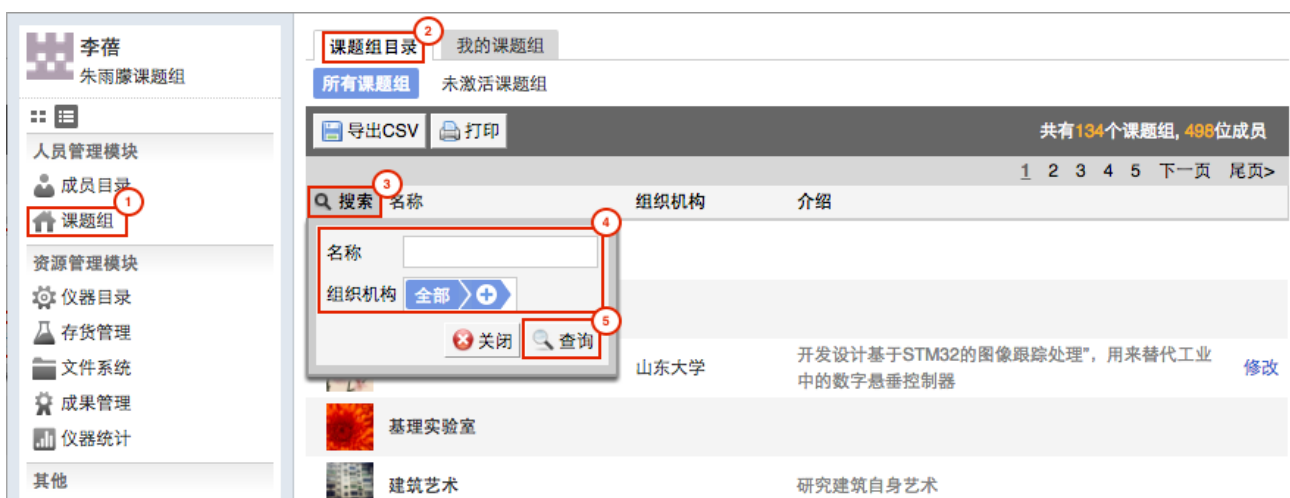 李蓓
朱雨朦课题组
人员管理模块
成员目录
1
课题组
资源管理模块
仪器目录
存货管理
文件系统
成果管理
仪器统计
其他
2
课题组目录 我的课题组
所有课题组 未激活课题组
导出CSV 打印 共有134个课题组, 498位成员
1 2 3 4 5 下一页 尾页>
3
搜索 名称 组织机构 介绍
4
名称
组织机构 全部
5
关闭 查询
山东大学 开发设计基于STM32的图像跟踪处理”，用来替代工业
中的数字悬垂控制器 修改
基理实验室
建筑艺术 研究建筑自身艺术